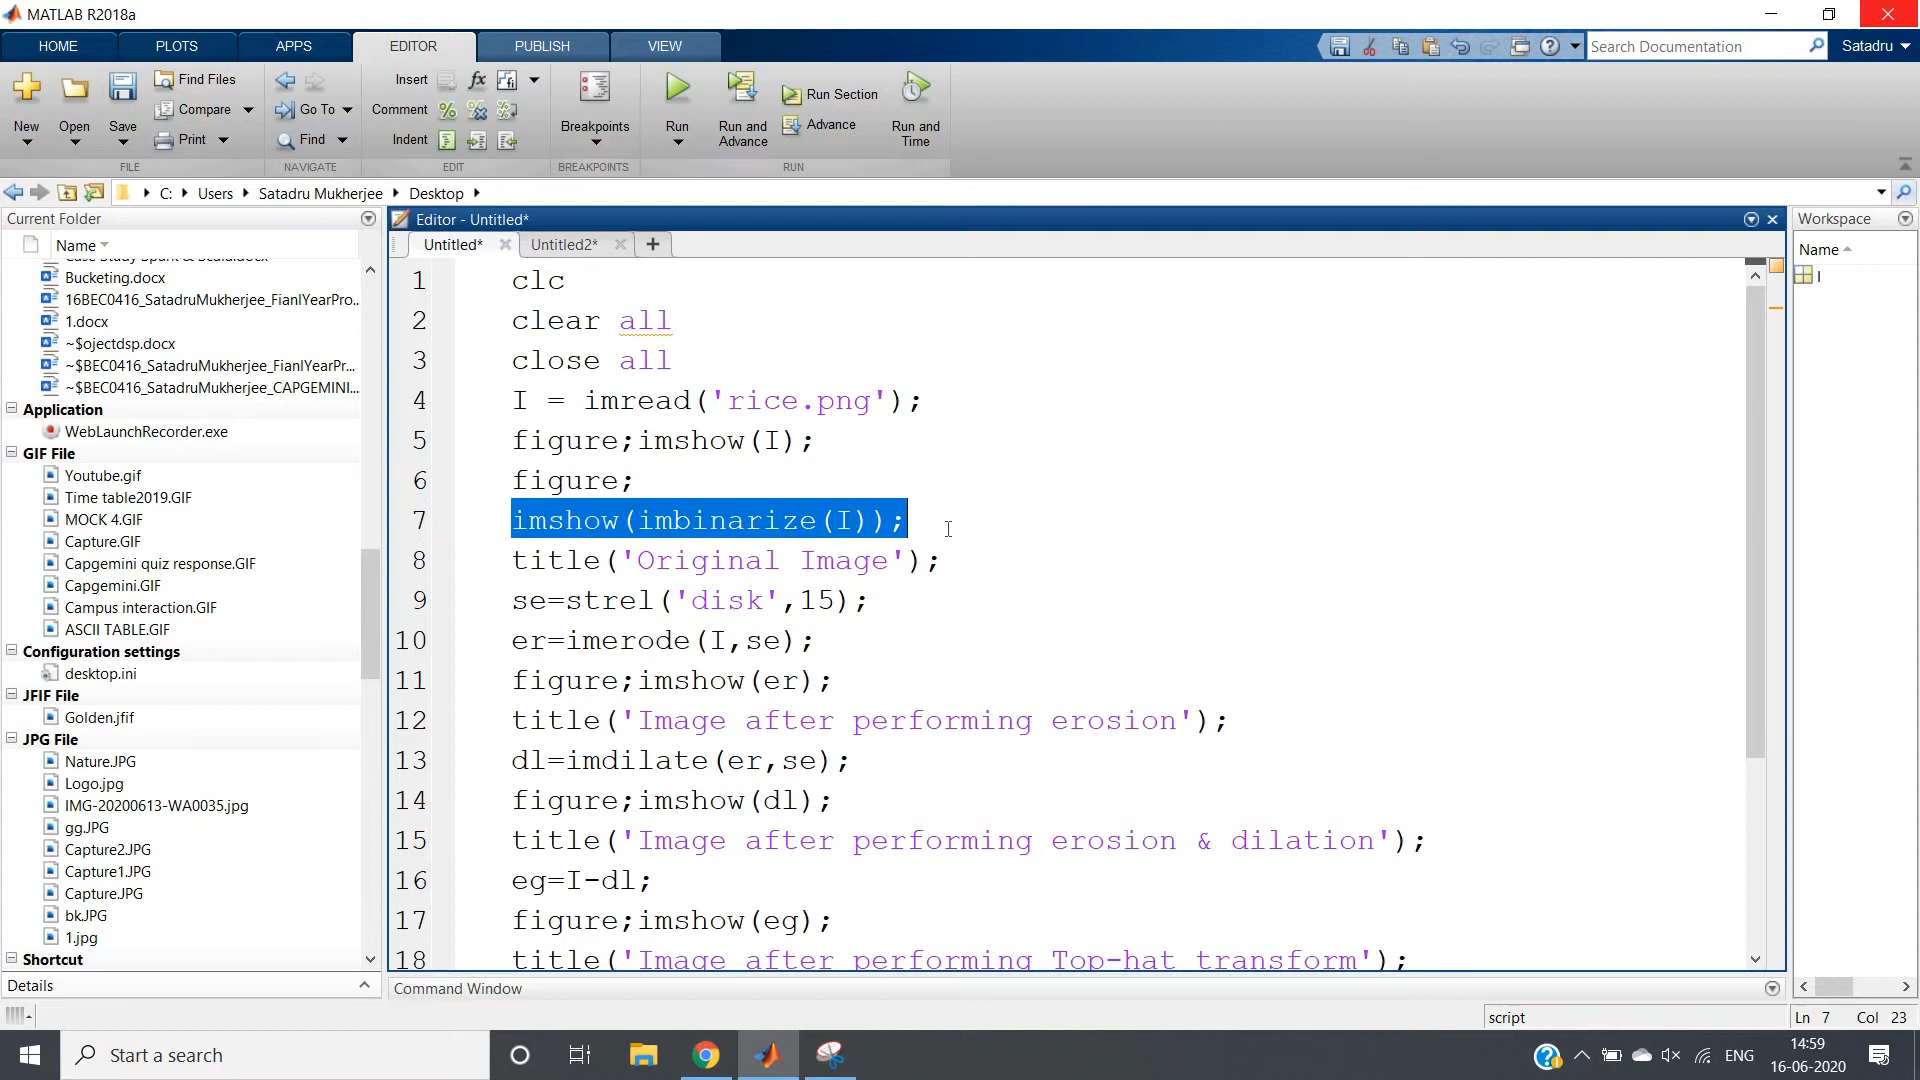 MATLAB R2018a
HOME
PLOTS
APPS
EDITOR
PUBLISH
VIEW
Search Documentation
Satadru
New
Open
Save
Find Files
Compare
Print
FILE
Go To
Find
NAVIGATE
Insert
fx
Comment
Indent
EDIT
Breakpoints
BREAKPOINTS
Run
Run and
Advance
Run Section
Advance
Run and
Time
RUN
C: Users Satadru Mukherjee Desktop
Current Folder
Name
Bucketing.docx
16BEC0416_SatadruMukherjee_FianlYearPro...
1.docx
~$ojectdsp.docx
~$BEC0416_SatadruMukherjee_FianlYearPr...
~$BEC0416_SatadruMukherjee_CAPGEMINI...
Application
WebLaunchRecorder.exe
GIF File
Youtube.gif
Time table2019.GIF
MOCK 4.GIF
Capture.GIF
Capgemini quiz response.GIF
Capgemini.GIF
Campus interaction.GIF
ASCII TABLE.GIF
Configuration settings
desktop.ini
JFIF File
Golden.jfif
JPG File
Nature.JPG
Logo.jpg
IMG-20200613-WA0035.jpg
gg.JPG
Capture2.JPG
Capture1.JPG
Capture.JPG
bk.JPG
1.jpg
Shortcut
Details
Editor - Untitled*
Untitled*
Untitled2*
1 clc
2 clear all
3 close all
4 I = imread('rice.png');
5 figure;imshow(I);
6 figure;
7 imshow(imbinarize(I));
8 title('Original Image');
9 se=strel('disk',15);
10 er=imerode(I,se);
11 figure;imshow(er);
12 title('Image after performing erosion');
13 dl=imdilate(er,se);
14 figure;imshow(dl);
15 title('Image after performing erosion & dilation');
16 eg=I-dl;
17 figure;imshow(eg);
18 title('Image after performing Top-hat transform');
Command Window
Workspace
Name
I
script
Ln 7 Col 23
Start a search
ENG
14:59
16-06-2020